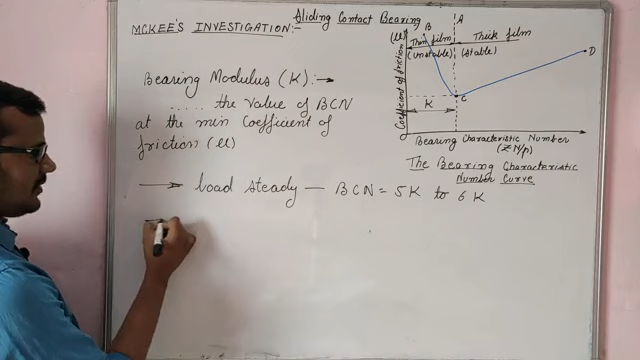 Sliding Contact Bearing
MCKEE'S INVESTIGATION:-
Bearing Modulus (K):→
..... the value of BCN
at the min Coefficient of
friction (μ)
→ Load steady — BCN = 5K to 6K
(μ)
B
A
Thin film
Thick film
(Unstable)
(Stable)
D
C
K
Coefficient of friction
Bearing Characteristic Number
(ZN/p)
The Bearing Characteristic
Number Curve